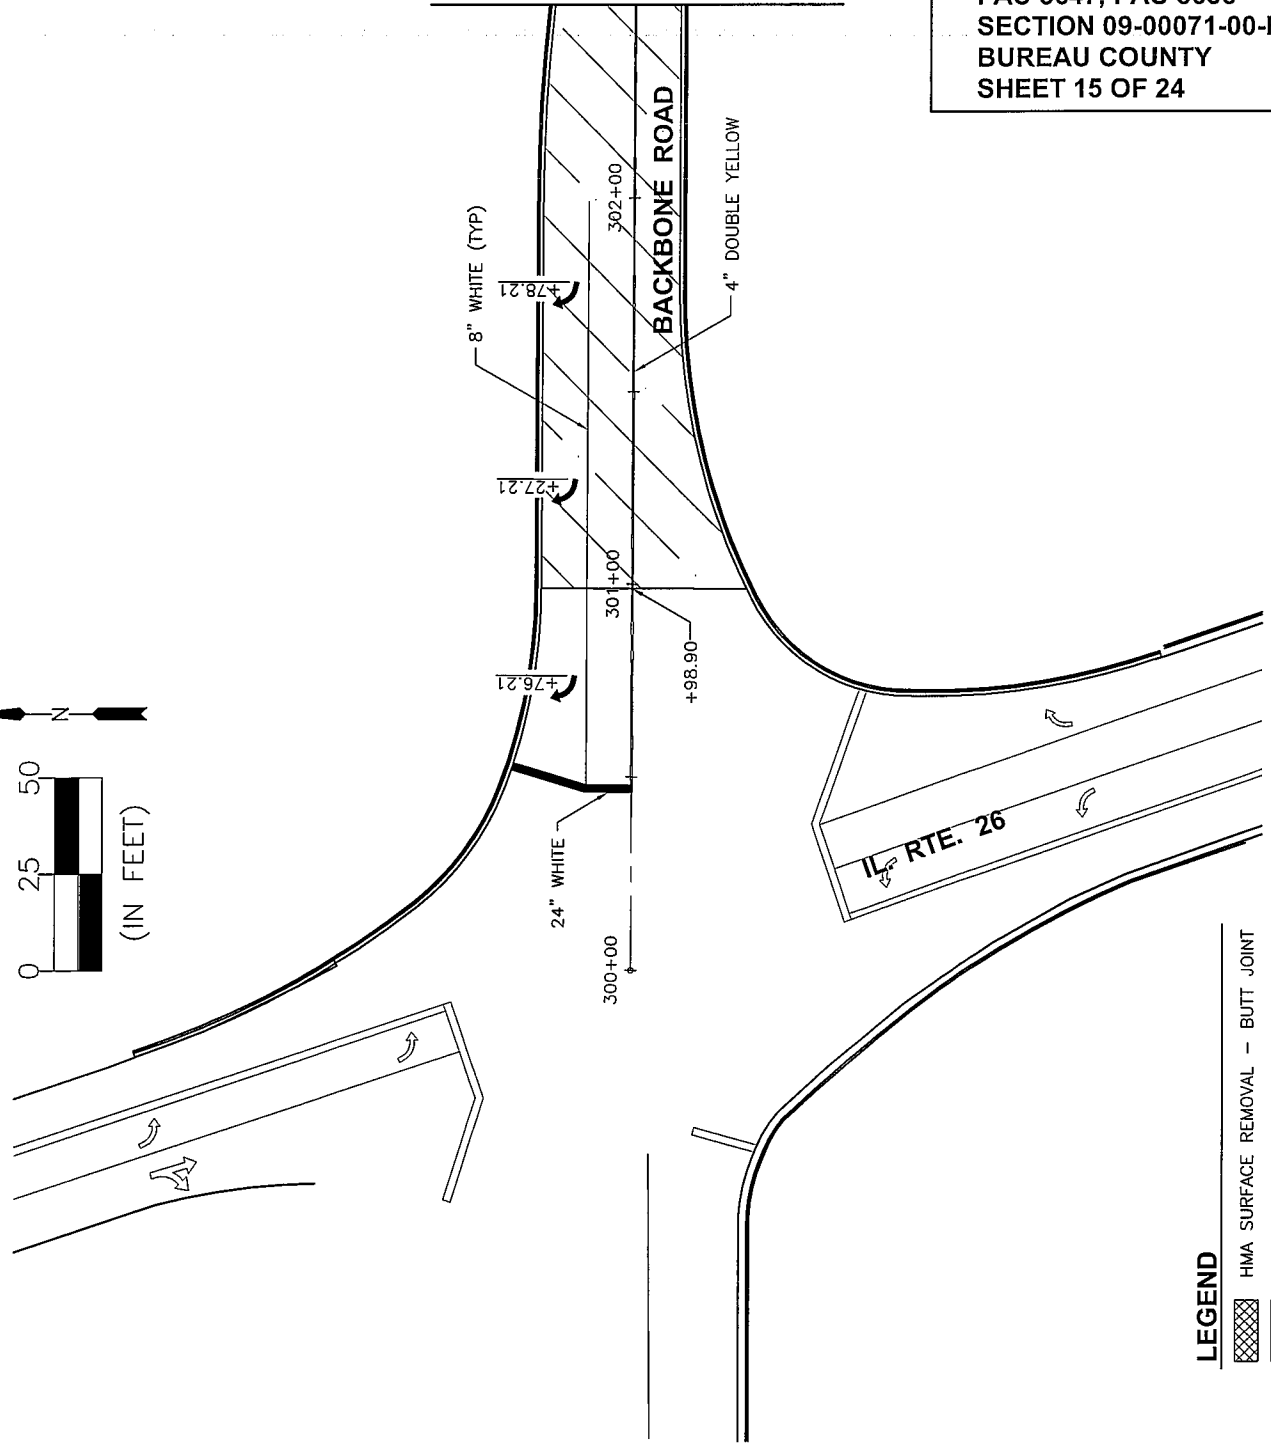 SECTION 09-00071-00-
BUREAU COUNTY
SHEET 15 OF 24
N
0 25 50
(IN FEET)
8" WHITE (TYP)
302+00
BACKBONE ROAD
4" DOUBLE YELLOW
+78.21
+27.21
301+00
+76.21
+98.90
24" WHITE
300+00
IL. RTE. 26
LEGEND
HMA SURFACE REMOVAL - BUTT JOINT